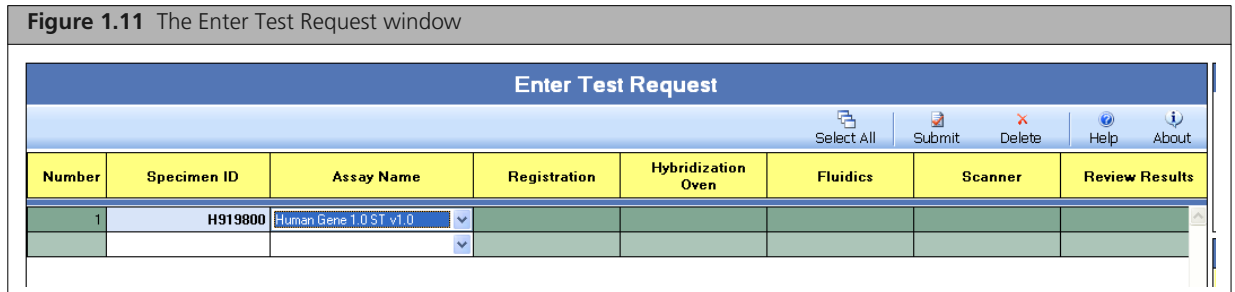 Figure 1.11 The Enter Test Request window
Enter Test Request
Select All Submit Delete Help About
Number Specimen ID Assay Name Registration Hybridization Oven Fluidics Scanner Review Results
1 H919800 Human Gene 1.0 ST v1.0